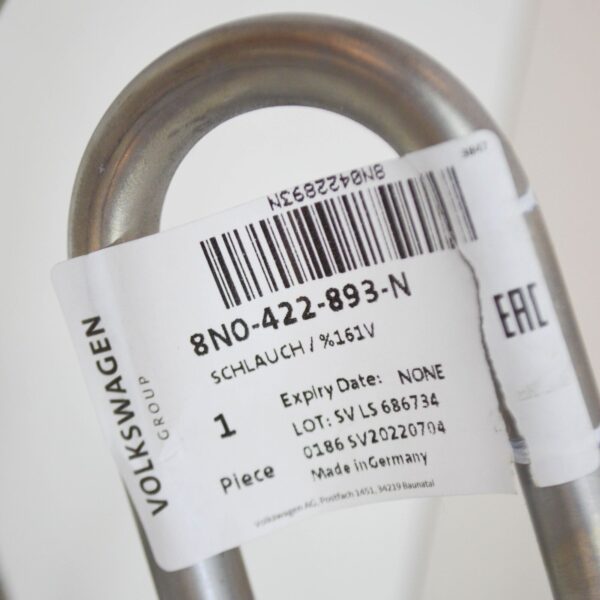 3847
8N0422893N
8N0-422-893-N
SCHLAUCH / %161V
1
Piece
Expiry Date: NONE
LOT: SV LS 686734
0186 SV20220704
Made in Germany
Volkswagen AG, Postfach 1451, 34219 Baunatal
VOLKSWAGEN
GROUP
EAC